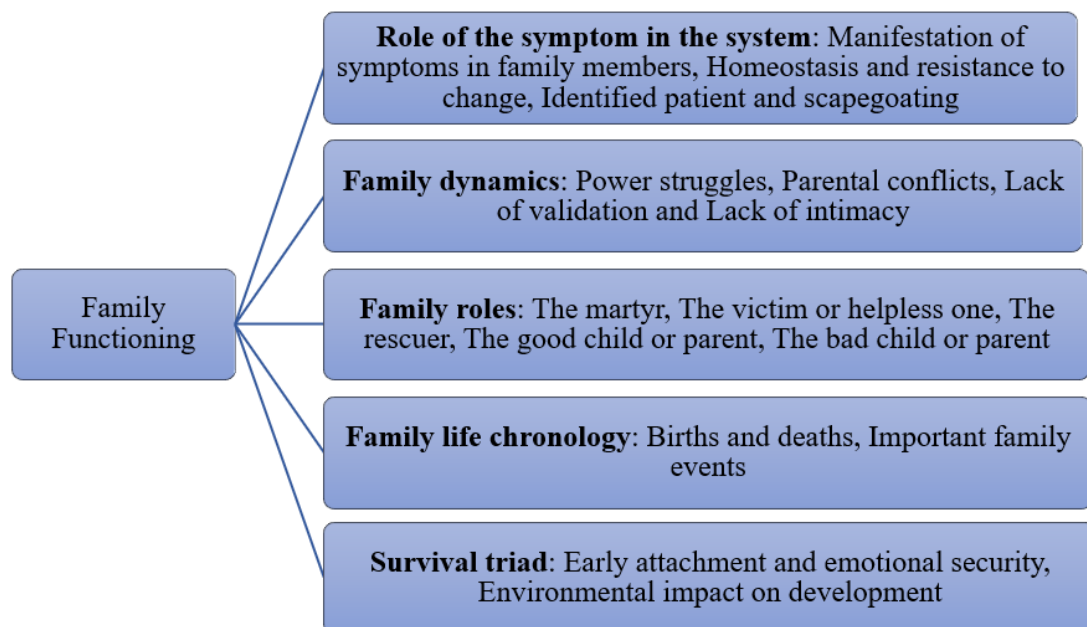 Role of the symptom in the system: Manifestation of
symptoms in family members, Homeostasis and resistance to
change, Identified patient and scapegoating
Family dynamics: Power struggles, Parental conflicts, Lack
of validation and Lack of intimacy
Family
Functioning
Family roles: The martyr, The victim or helpless one, The
rescuer, The good child or parent, The bad child or parent
Family life chronology: Births and deaths, Important family
events
Survival triad: Early attachment and emotional security,
Environmental impact on development